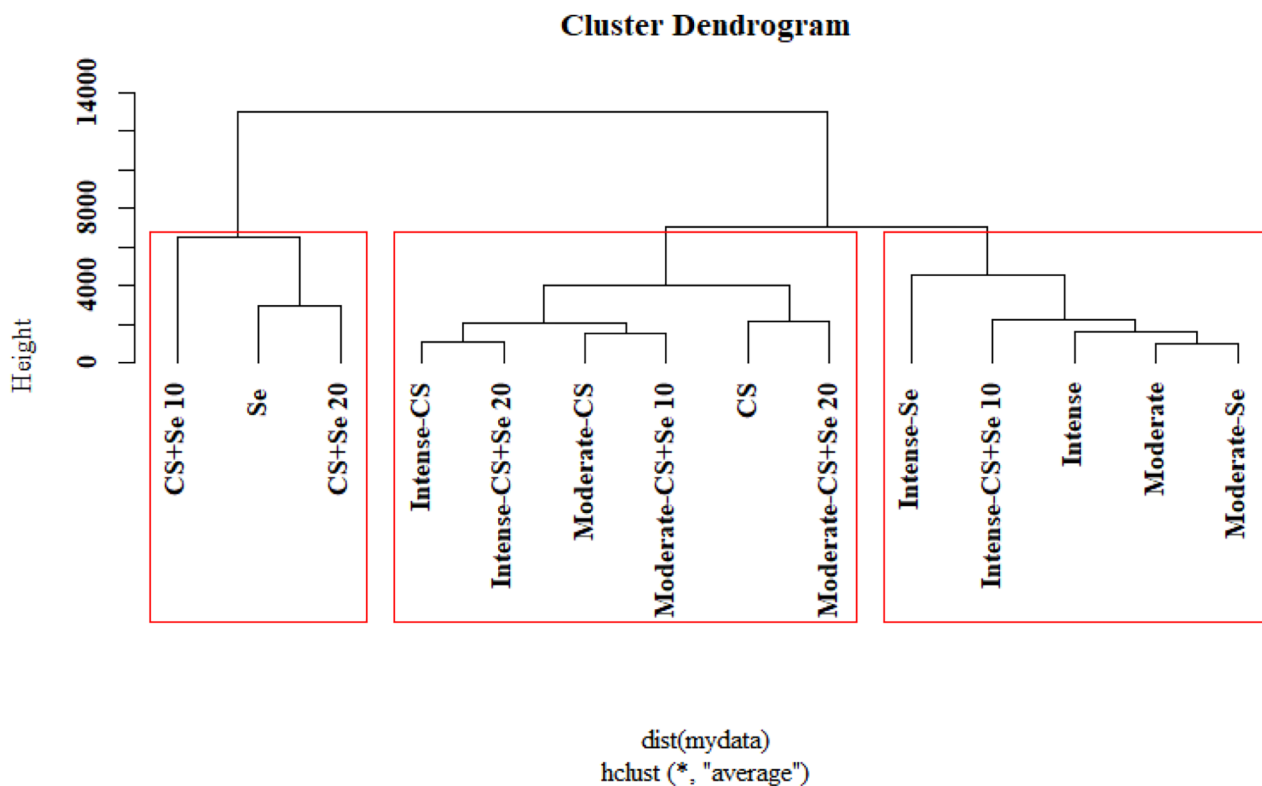 Cluster Dendrogram
Height
14000
8000
4000
0
CS+Se 10
Se
CS+Se 20
Intense-CS
Intense-CS+Se 20
Moderate-CS
Moderate-CS+Se 10
CS
Moderate-CS+Se 20
Intense-Se
Intense-CS+Se 10
Intense
Moderate
Moderate-Se
dist(mydata)
hclust (*, "average")